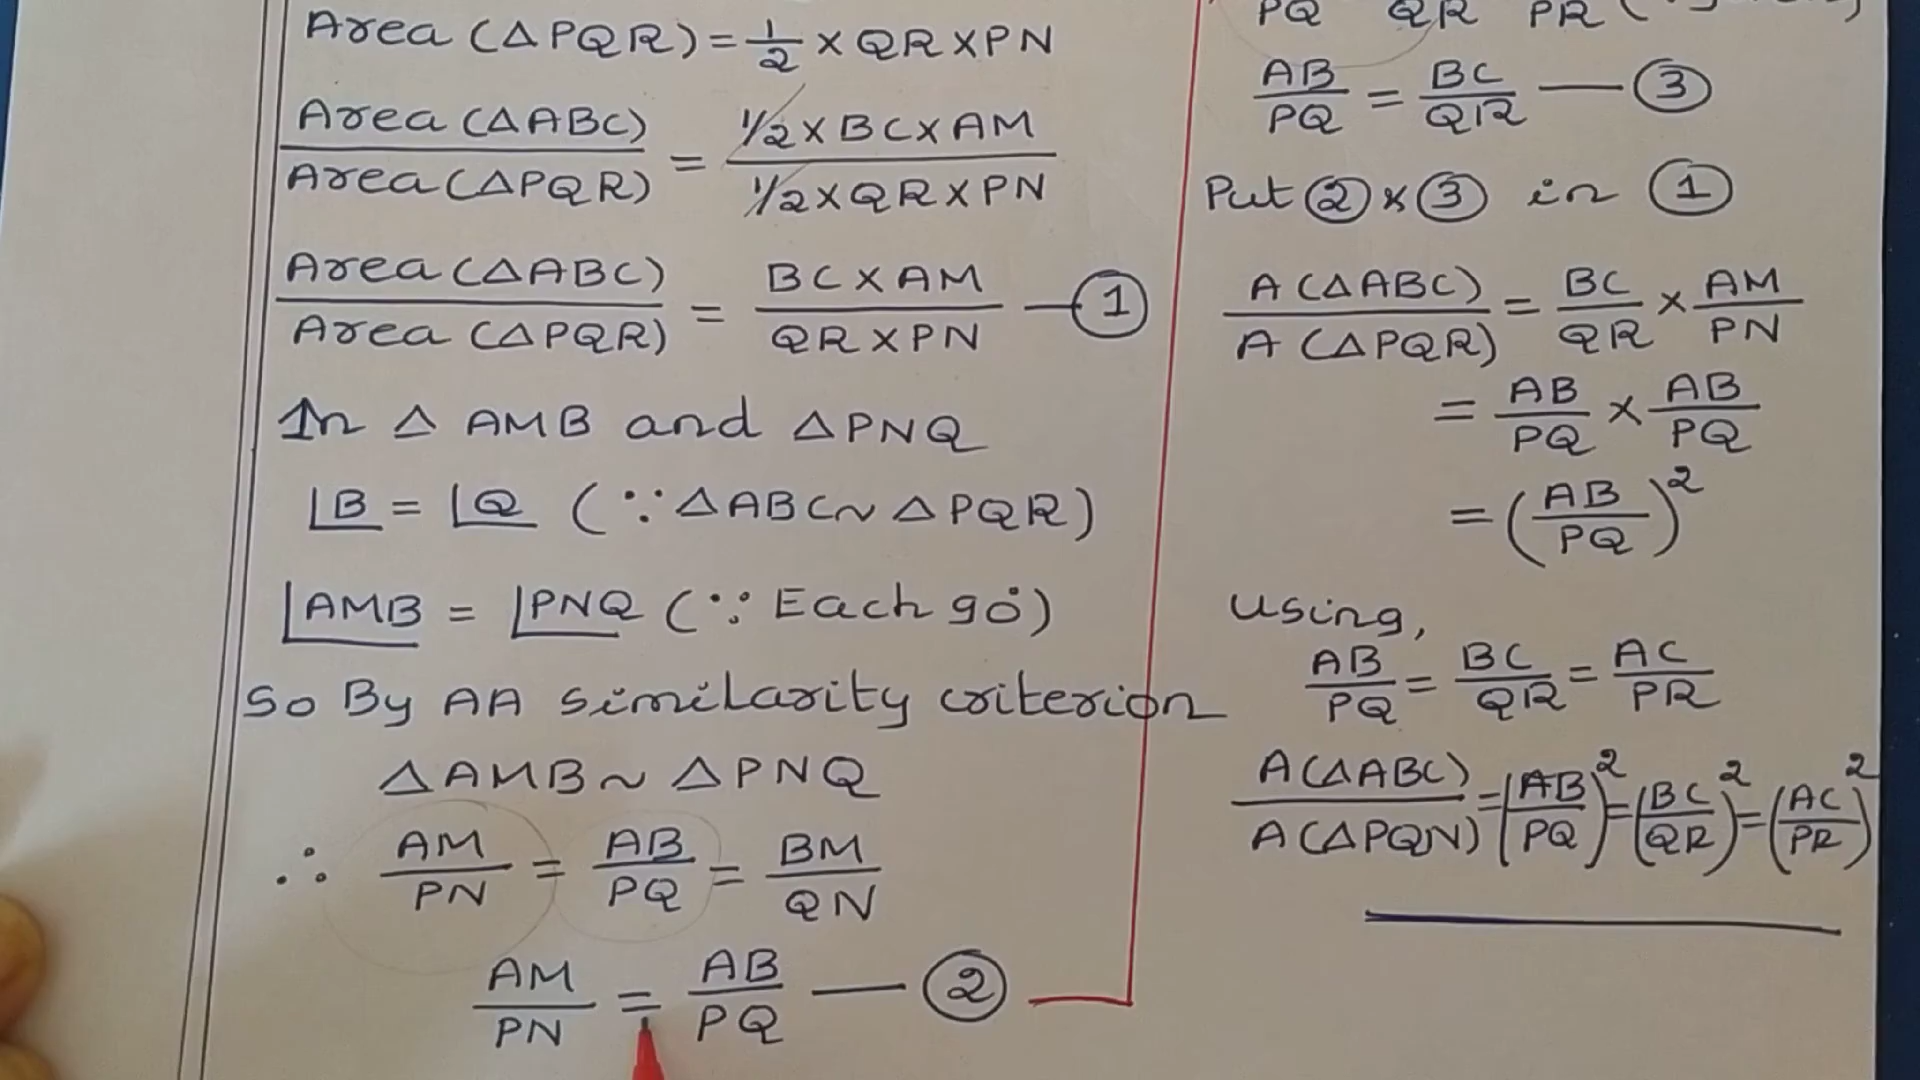 Area (△PQR) = 1/2 × QR × PN
Area (△ABC) / Area (△PQR) = 1/2 × BC × AM / 1/2 × QR × PN
Area (△ABC) / Area (△PQR) = BC × AM / QR × PN — ①
In △ AMB and △PNQ
∠B = ∠Q (∵ △ABC ~ △PQR)
∠AMB = ∠PNQ (∵ Each 90°)
So By AA similarity criterion
△AMB ~ △PNQ
∴ AM/PN = AB/PQ = BM/QN
AM/PN = AB/PQ — ②
PQ QR PR
AB/PQ = BC/QR — ③
Put ② & ③ in ①
A (△ABC) / A (△PQR) = BC/QR × AM/PN
= AB/PQ × AB/PQ
= (AB/PQ)²
Using,
AB/PQ = BC/QR = AC/PR
A(△ABC) / A(△PQN) = (AB/PQ)² = (BC/QR)² = (AC/PR)²